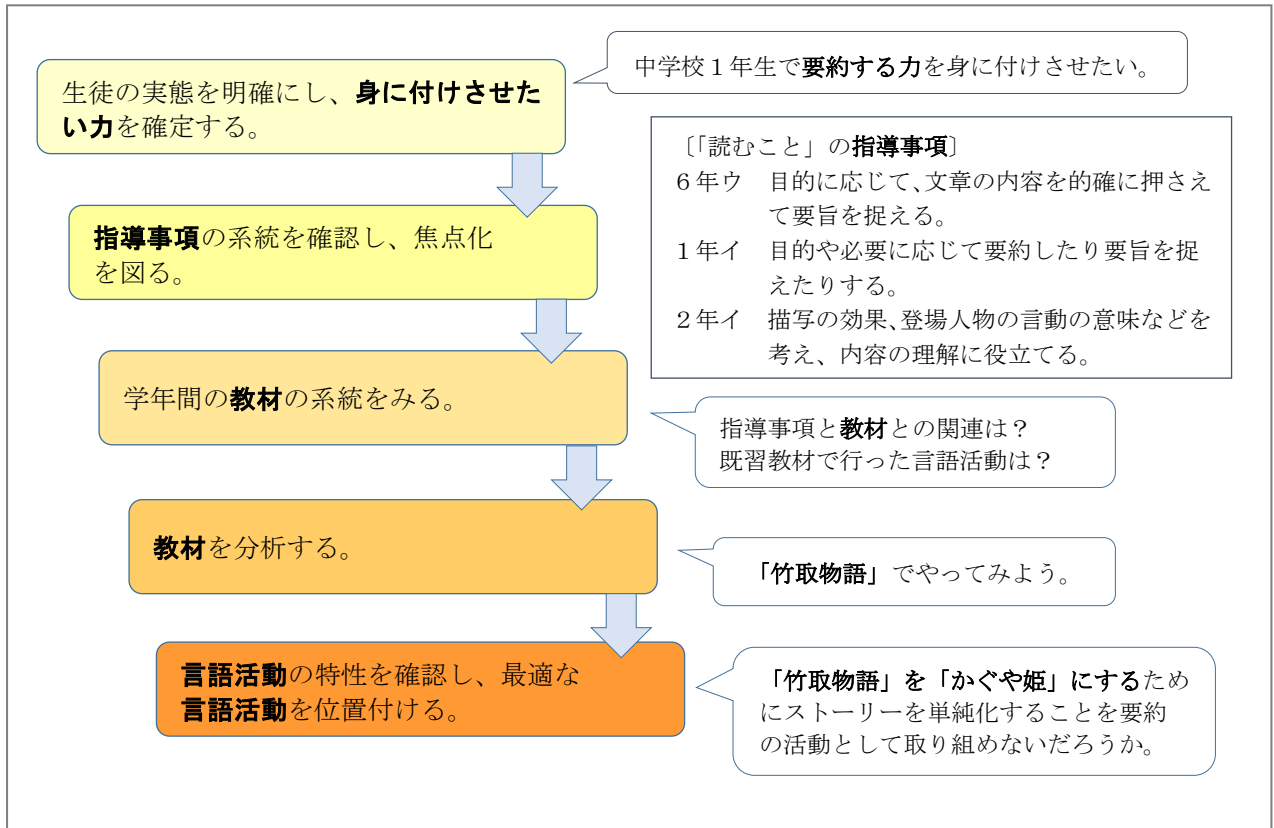 中学校１年生で要約する力を身に付けさせたい。
生徒の実態を明確にし、身に付けさせた
い力を確定する。
〔「読むこと」の指導事項〕
６年ウ　目的に応じて、文章の内容を的確に押さえ
て要旨を捉える。
１年イ　目的や必要に応じて要約したり要旨を捉
えたりする。
２年イ　描写の効果、登場人物の言動の意味などを
考え、内容の理解に役立てる。
指導事項の系統を確認し、焦点化
を図る。
学年間の教材の系統をみる。
指導事項と教材との関連は？
既習教材で行った言語活動は？
教材を分析する。
「竹取物語」でやってみよう。
言語活動の特性を確認し、最適な
言語活動を位置付ける。
「竹取物語」を「かぐや姫」にするため
にストーリーを単純化することを要約
の活動として取り組めないだろうか。